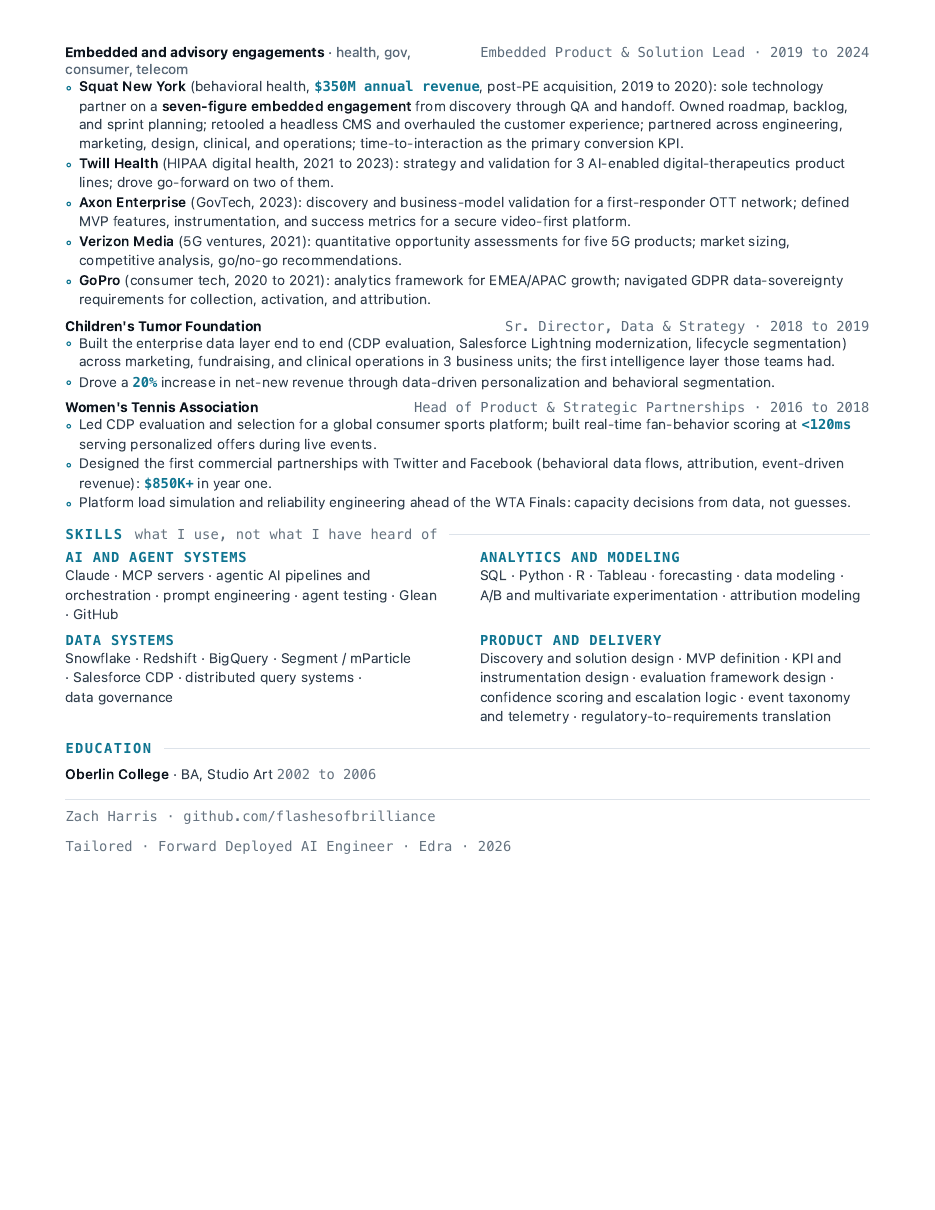 Embedded and advisory engagements · health, gov, consumer, telecom
Embedded Product & Solution Lead · 2019 to 2024
Squat New York (behavioral health, $350M annual revenue, post-PE acquisition, 2019 to 2020): sole technology
partner on a seven-figure embedded engagement from discovery through QA and handoff. Owned roadmap, backlog,
and sprint planning; retooled a headless CMS and overhauled the customer experience; partnered across engineering,
marketing, design, clinical, and operations; time-to-interaction as the primary conversion KPI.
Twill Health (HIPAA digital health, 2021 to 2023): strategy and validation for 3 AI-enabled digital-therapeutics product
lines; drove go-forward on two of them.
Axon Enterprise (GovTech, 2023): discovery and business-model validation for a first-responder OTT network; defined
MVP features, instrumentation, and success metrics for a secure video-first platform.
Verizon Media (5G ventures, 2021): quantitative opportunity assessments for five 5G products; market sizing,
competitive analysis, go/no-go recommendations.
GoPro (consumer tech, 2020 to 2021): analytics framework for EMEA/APAC growth; navigated GDPR data-sovereignty
requirements for collection, activation, and attribution.
Children's Tumor Foundation Sr. Director, Data & Strategy · 2018 to 2019
Built the enterprise data layer end to end (CDP evaluation, Salesforce Lightning modernization, lifecycle segmentation)
across marketing, fundraising, and clinical operations in 3 business units; the first intelligence layer those teams had.
Drove a 20% increase in net-new revenue through data-driven personalization and behavioral segmentation.
Women's Tennis Association Head of Product & Strategic Partnerships · 2016 to 2018
Led CDP evaluation and selection for a global consumer sports platform; built real-time fan-behavior scoring at <120ms
serving personalized offers during live events.
Designed the first commercial partnerships with Twitter and Facebook (behavioral data flows, attribution, event-driven
revenue): $850K+ in year one.
Platform load simulation and reliability engineering ahead of the WTA Finals: capacity decisions from data, not guesses.
SKILLS what I use, not what I have heard of
AI AND AGENT SYSTEMS
Claude · MCP servers · agentic AI pipelines and
orchestration · prompt engineering · agent testing · Glean
· GitHub
ANALYTICS AND MODELING
SQL · Python · R · Tableau · forecasting · data modeling ·
A/B and multivariate experimentation · attribution modeling
DATA SYSTEMS
Snowflake · Redshift · BigQuery · Segment / mParticle
· Salesforce CDP · distributed query systems ·
data governance
PRODUCT AND DELIVERY
Discovery and solution design · MVP definition · KPI and
instrumentation design · evaluation framework design ·
confidence scoring and escalation logic · event taxonomy
and telemetry · regulatory-to-requirements translation
EDUCATION
Oberlin College · BA, Studio Art 2002 to 2006
Zach Harris · github.com/flashesofbrilliance
Tailored · Forward Deployed AI Engineer · Edra · 2026